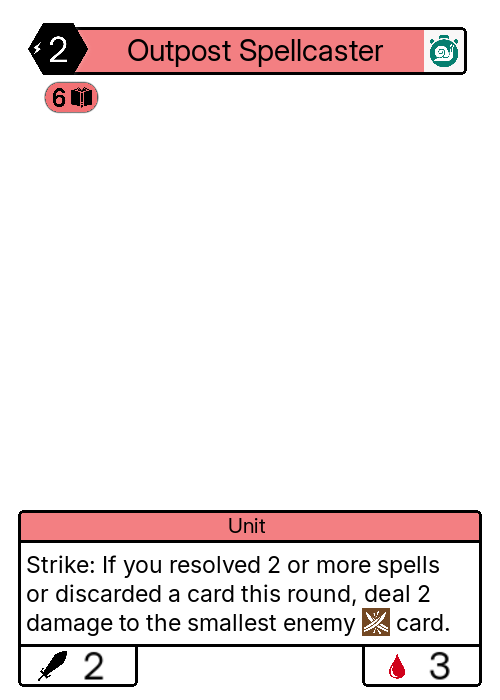 2
Outpost Spellcaster
6
Unit
Strike: If you resolved 2 or more spells
or discarded a card this round, deal 2
damage to the smallest enemy card.
2
3